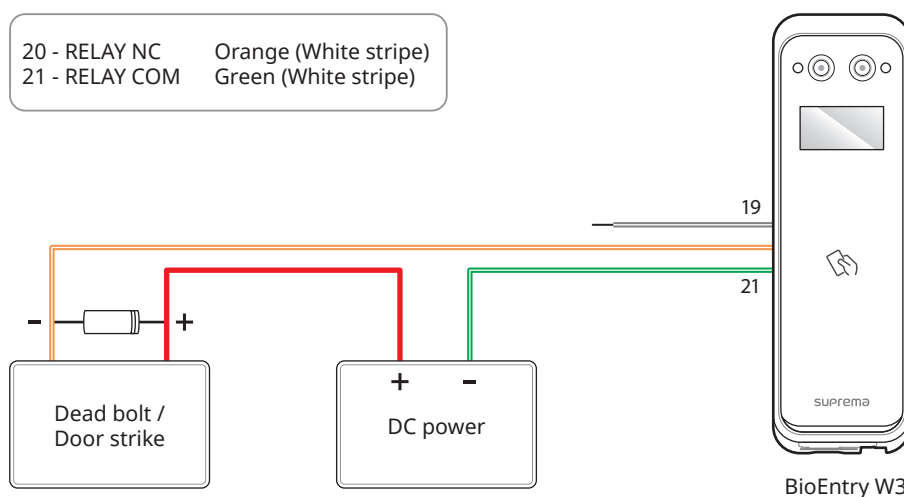 20 - RELAY NC Orange (White stripe)
21 - RELAY COM Green (White stripe)
19
21
- +
+ -
Dead bolt /
Door strike
DC power
suprema
BioEntry W3